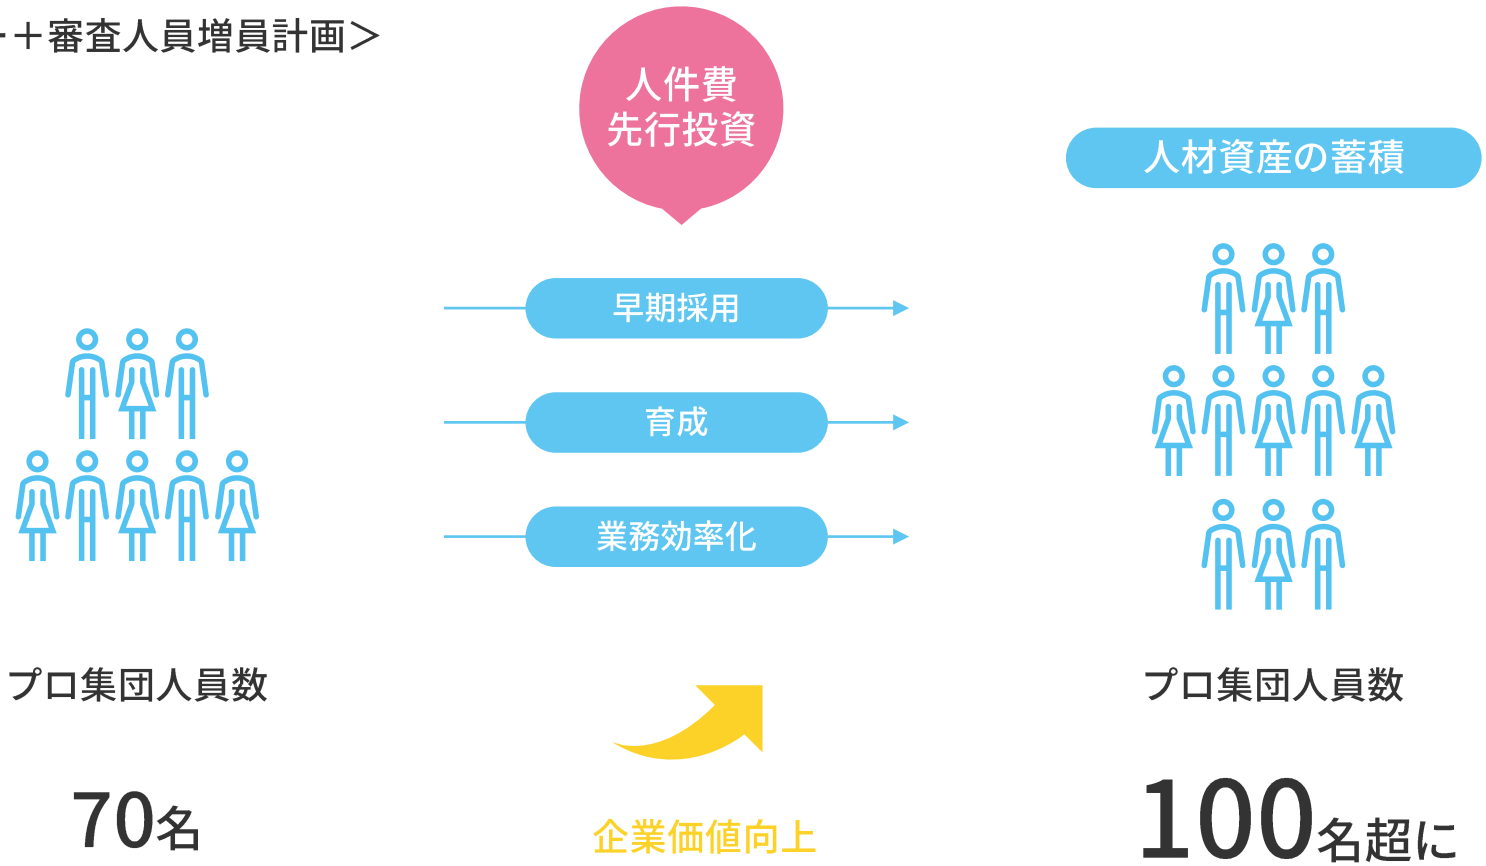 ＋審査人員増員計画＞
人件費
先行投資
人材資産の蓄積
早期採用
育成
業務効率化
プロ集団人員数
70名
企業価値向上
プロ集団人員数
100名超に